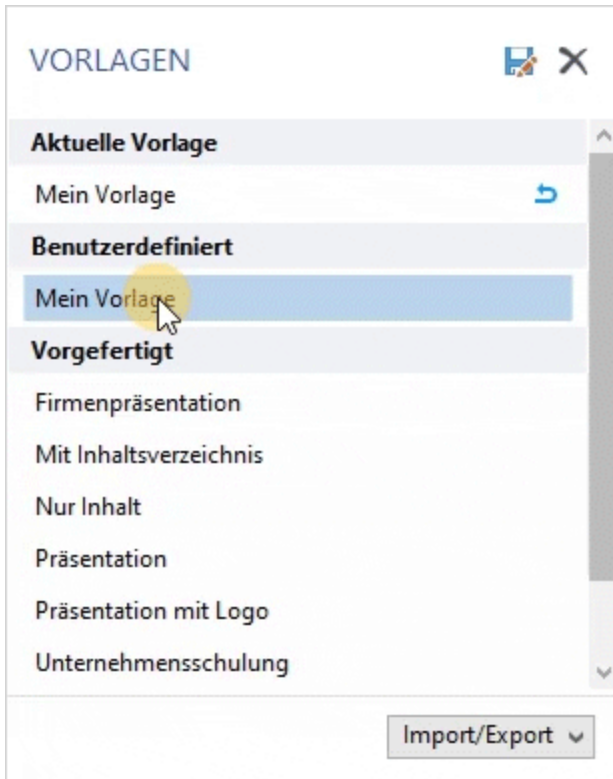 VORLAGEN
Aktuelle Vorlage
Mein Vorlage
Benutzerdefiniert
Mein Vorlage
Vorgefertigt
Firmenpräsentation
Mit Inhaltsverzeichnis
Nur Inhalt
Präsentation
Präsentation mit Logo
Unternehmensschulung
Import/Export